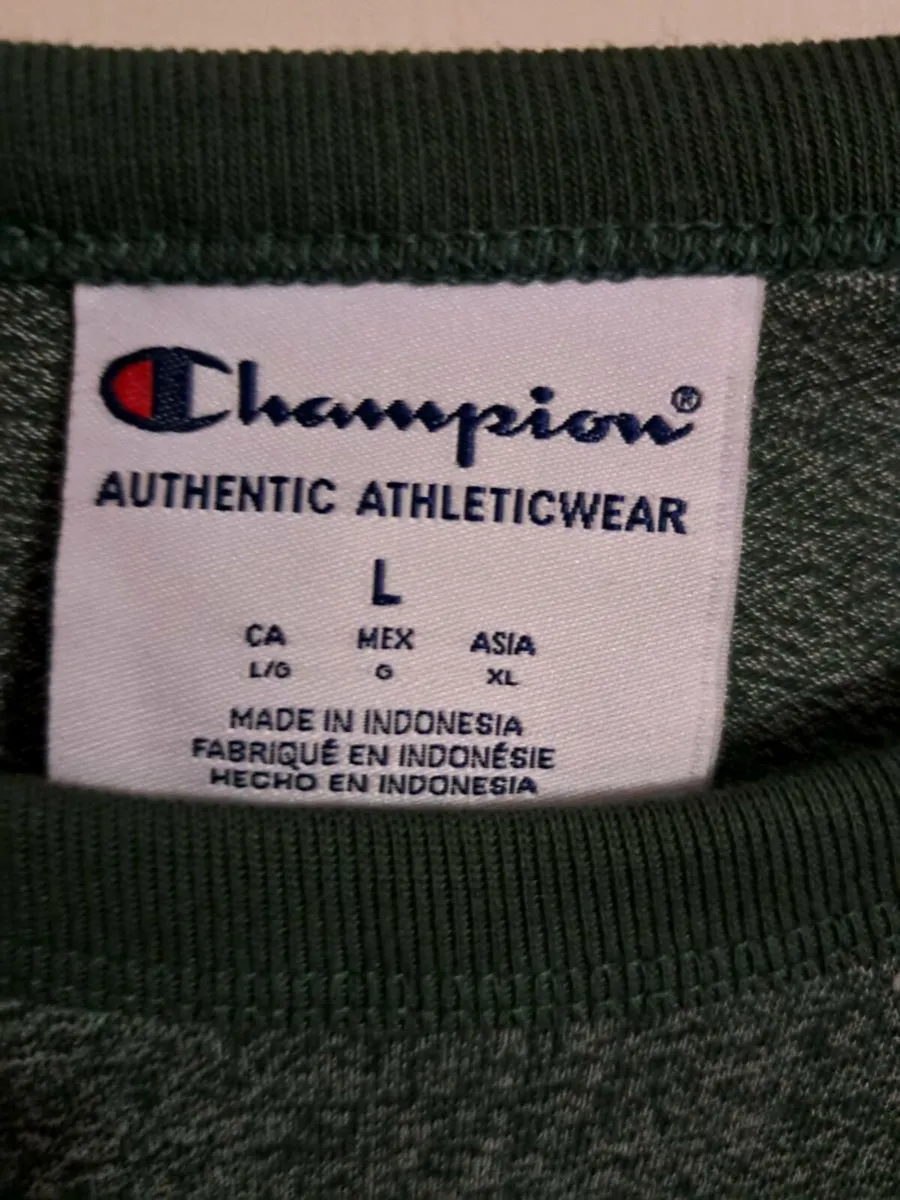 Champion®
AUTHENTIC ATHLETICWEAR
L
CA MEX ASIA
L/G G XL
MADE IN INDONESIA
FABRIQUÉ EN INDONÉSIE
HECHO EN INDONESIA